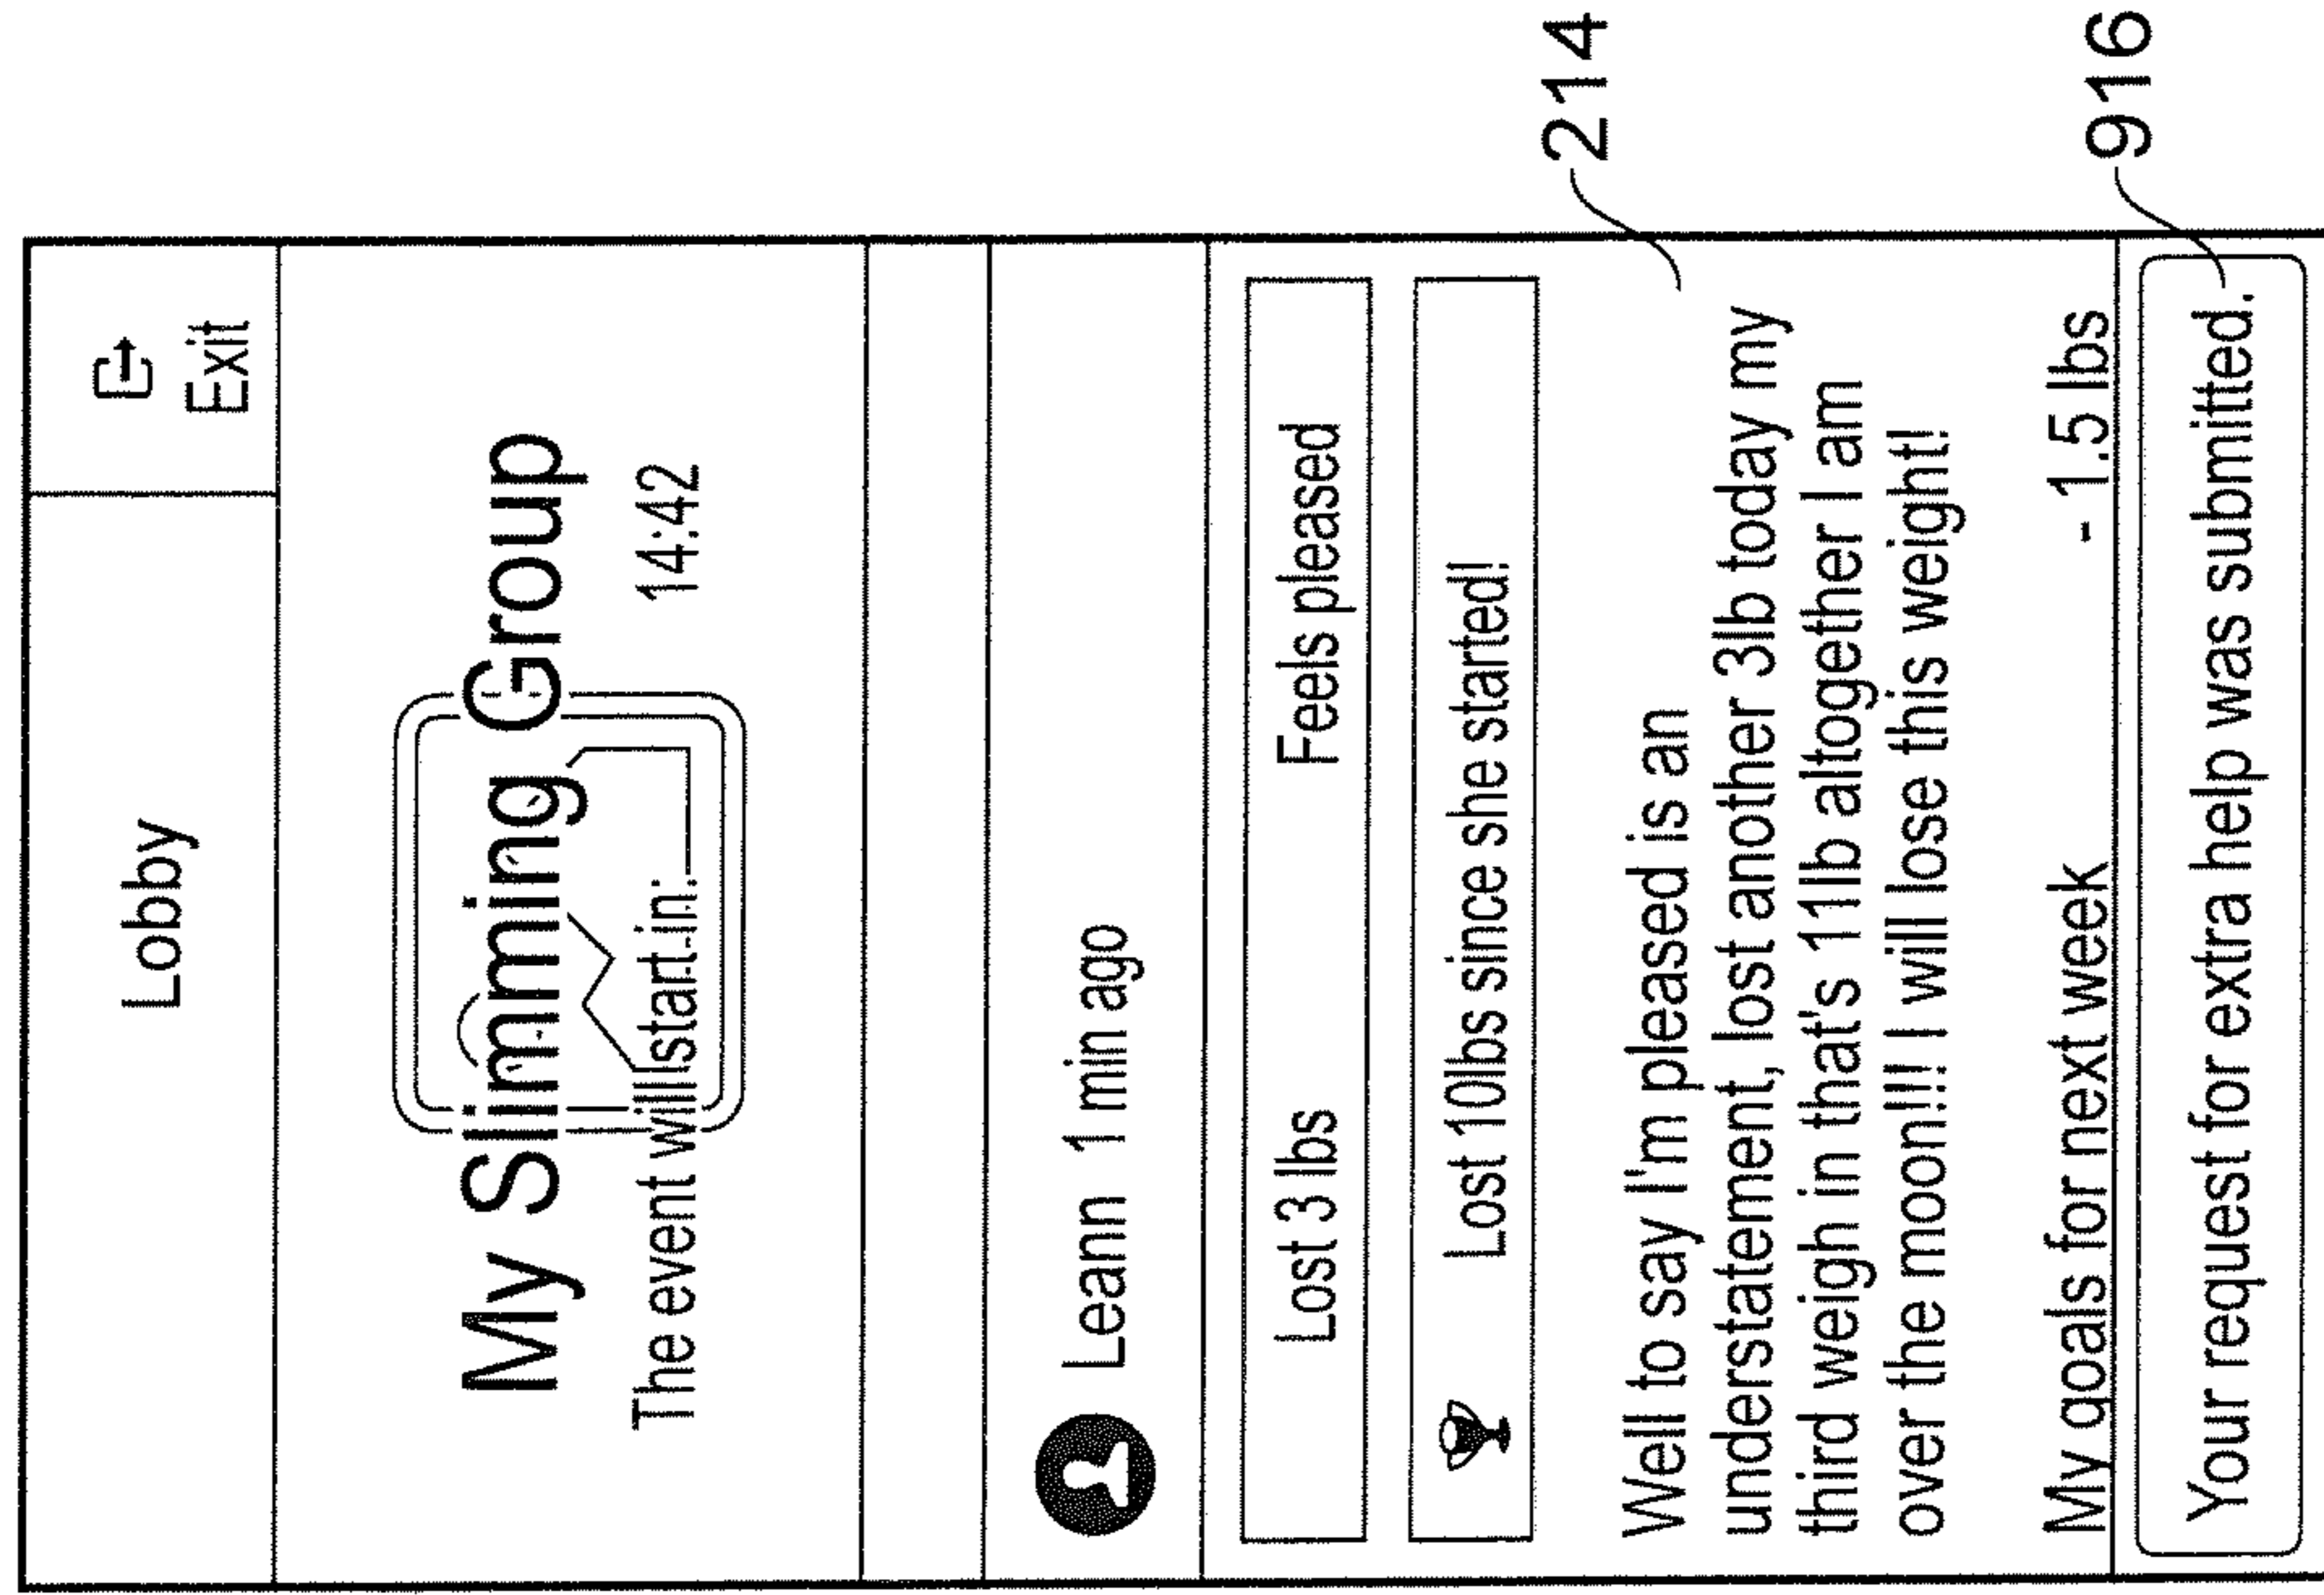 Lobby
Exit
My Slimming Group
The event will start in:
14:42
Leann 1 min ago
Lost 3 lbs
Feels pleased
Lost 10lbs since she started!
Well to say I'm pleased is an
understatement, lost another 3lb today my
third weigh in that's 11lb altogether I am
over the moon!!! I will lose this weight!
My goals for next week
- 1.5 lbs
Your request for extra help was submitted.
214
916